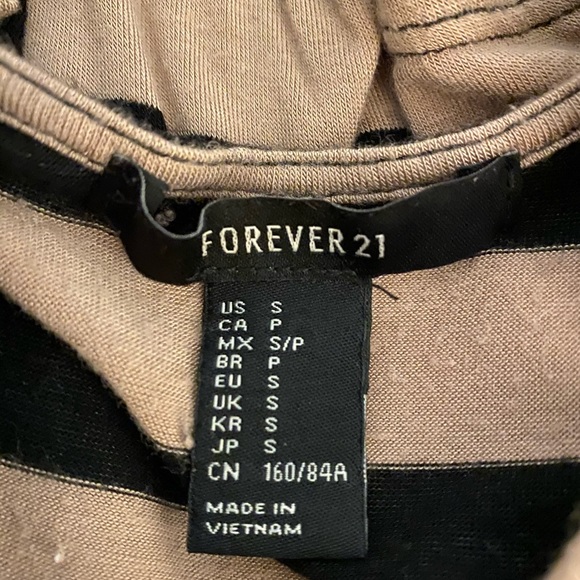 FOREVER 21
US S
CA P
MX S/P
BR P
EU S
UK S
KR S
JP S
CN 160/84A
MADE IN
VIETNAM